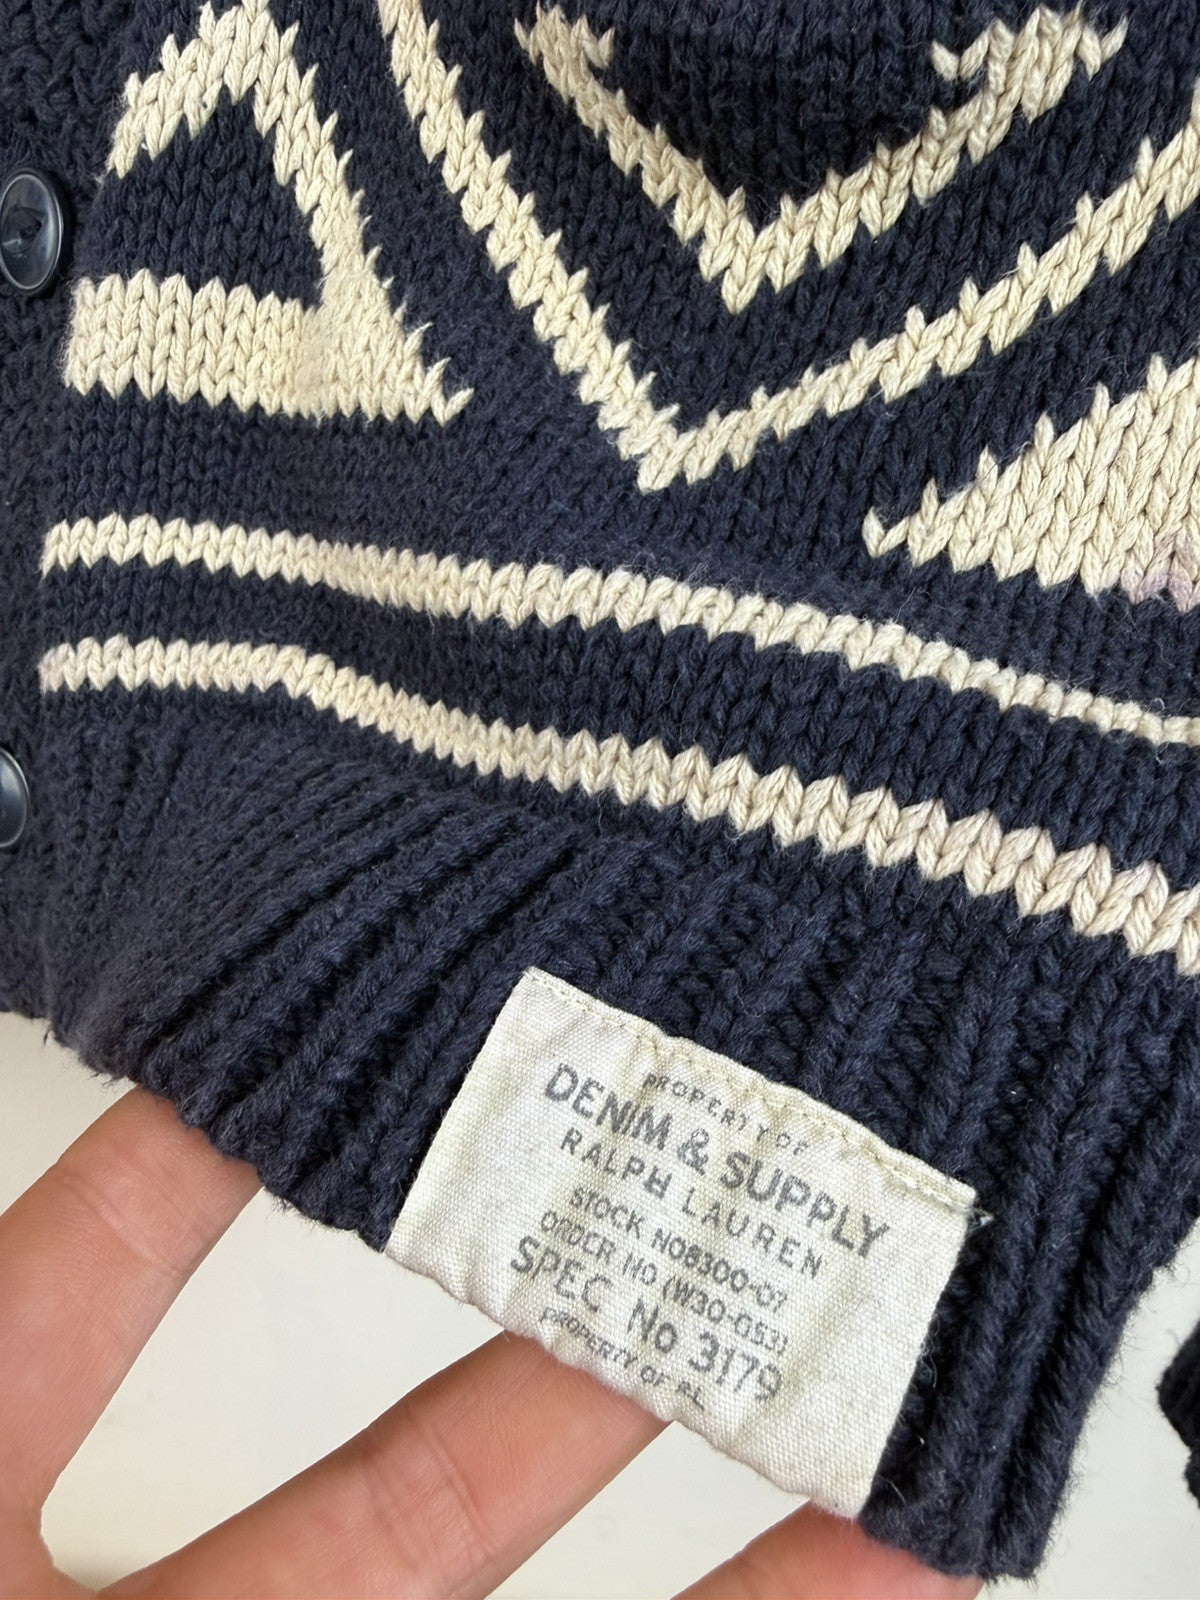 PROPERTY OF
DENIM & SUPPLY
RALPH LAUREN
STOCK NO8300-07
ORDER NO (W30-053)
SPEC No 3179
PROPERTY OF RL